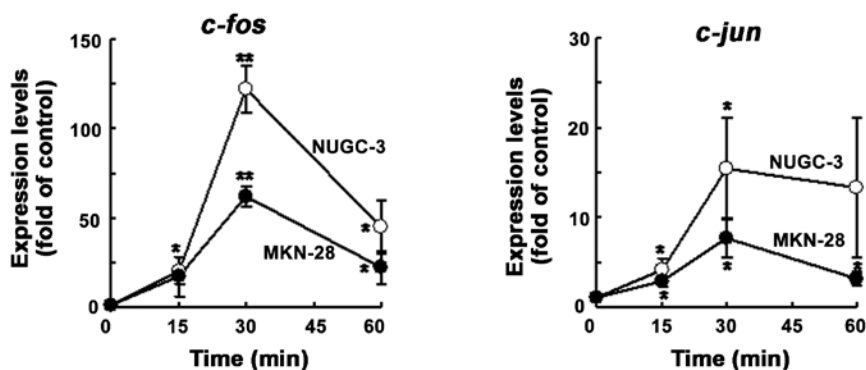 c-fos
Expression levels
(fold of control)
150
100
50
0
**
**
*
*
*
NUGC-3
MKN-28
0 15 30 45 60
Time (min)
c-jun
Expression levels
(fold of control)
30
20
10
0
*
*
*
*
*
NUGC-3
MKN-28
0 15 30 45 60
Time (min)